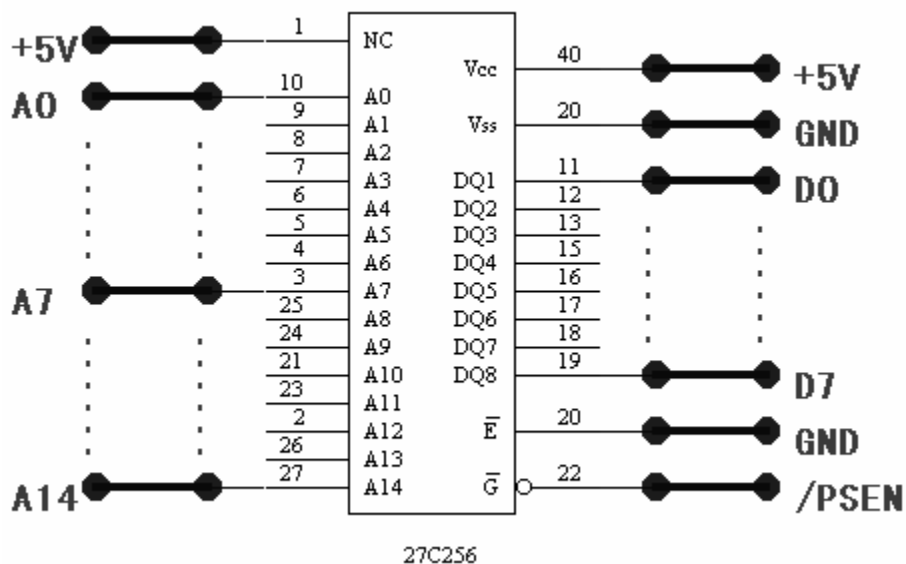 +5V 1 NC
Vcc 40 +5V
A0 10 A0
9 A1 Vss 20 GND
8 A2
7 A3 DQ1 11 D0
6 A4 DQ2 12
5 A5 DQ3 13
4 A6 DQ4 15
A7 3 A7 DQ5 16
25 A8 DQ6 17
24 A9 DQ7 18
21 A10 DQ8 19 D7
23 A11
2 A12 E 20 GND
26 A13
A14 27 A14 G 22 /PSEN
27C256